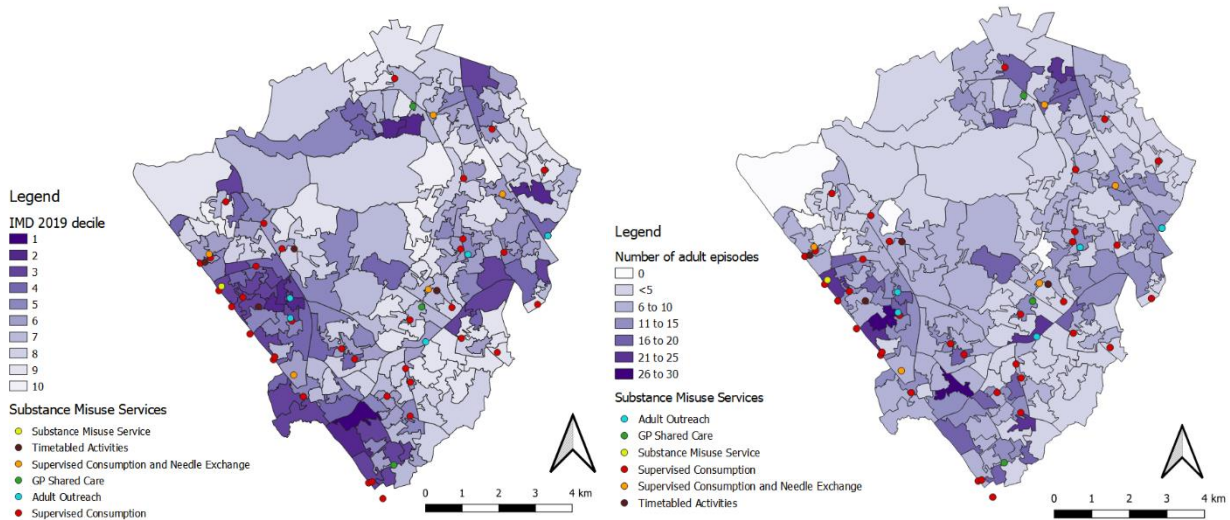 Legend
IMD 2019 decile
1
2
3
4
5
6
7
8
9
10
Substance Misuse Services
Substance Misuse Service
Timetabled Activities
Supervised Consumption and Needle Exchange
GP Shared Care
Adult Outreach
Supervised Consumption
0 1 2 3 4 km
Legend
Number of adult episodes
0
<5
6 to 10
11 to 15
16 to 20
21 to 25
26 to 30
Substance Misuse Services
Adult Outreach
GP Shared Care
Substance Misuse Service
Supervised Consumption
Supervised Consumption and Needle Exchange
Timetabled Activities
0 1 2 3 4 km